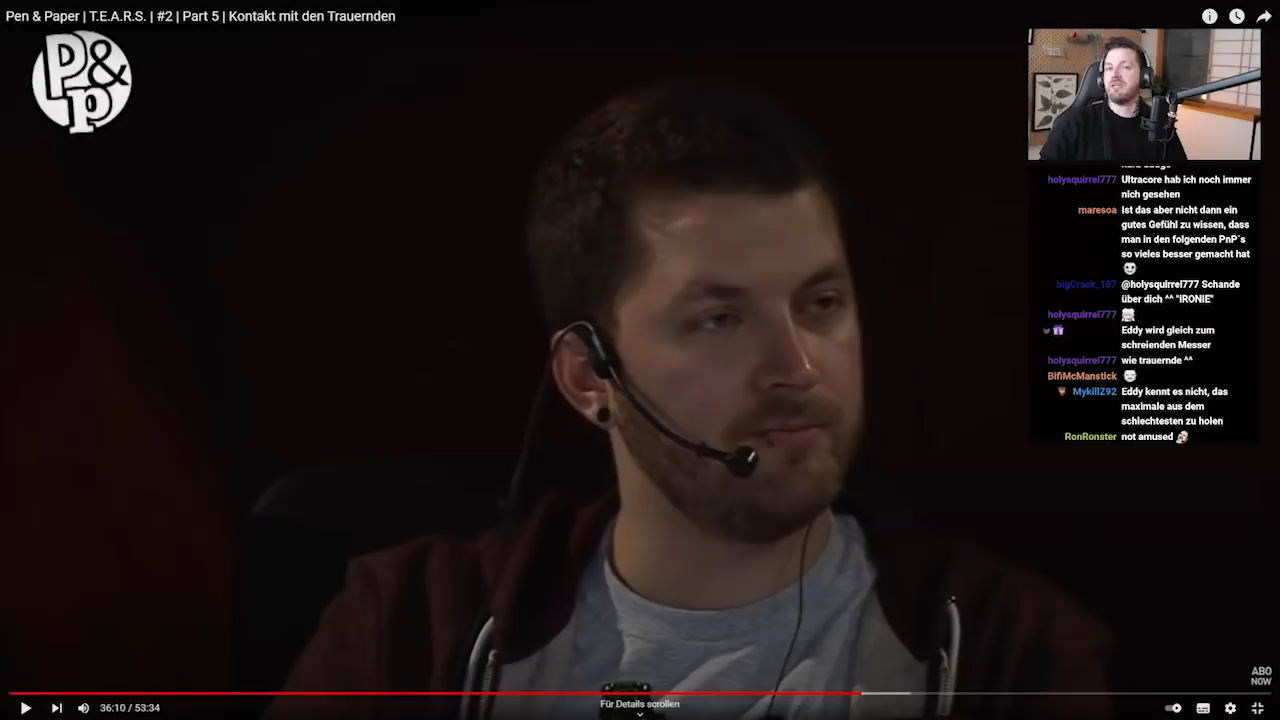 Pen & Paper | T.E.A.R.S. | #2 | Part 5 | Kontakt mit den Trauernden
P&P
holysquirrel777 Ultracore hab ich noch immer
nich gesehen
maresoa Ist das aber nicht dann ein
gutes Gefühl zu wissen, dass
man in den folgenden PnP`s
so vieles besser gemacht hat
bigCrack_187 @holysquirrel777 Schande
über dich ^^ "IRONIE"
holysquirrel777
Eddy wird gleich zum
schreienden Messer
holysquirrel777 wie trauernde ^^
BifiMcManstick
MykillZ92 Eddy kennt es nicht, das
maximale aus dem
schlechtesten zu holen
RonRonster not amused
ABO
NOW
Für Details scrollen
36:10 / 53:34